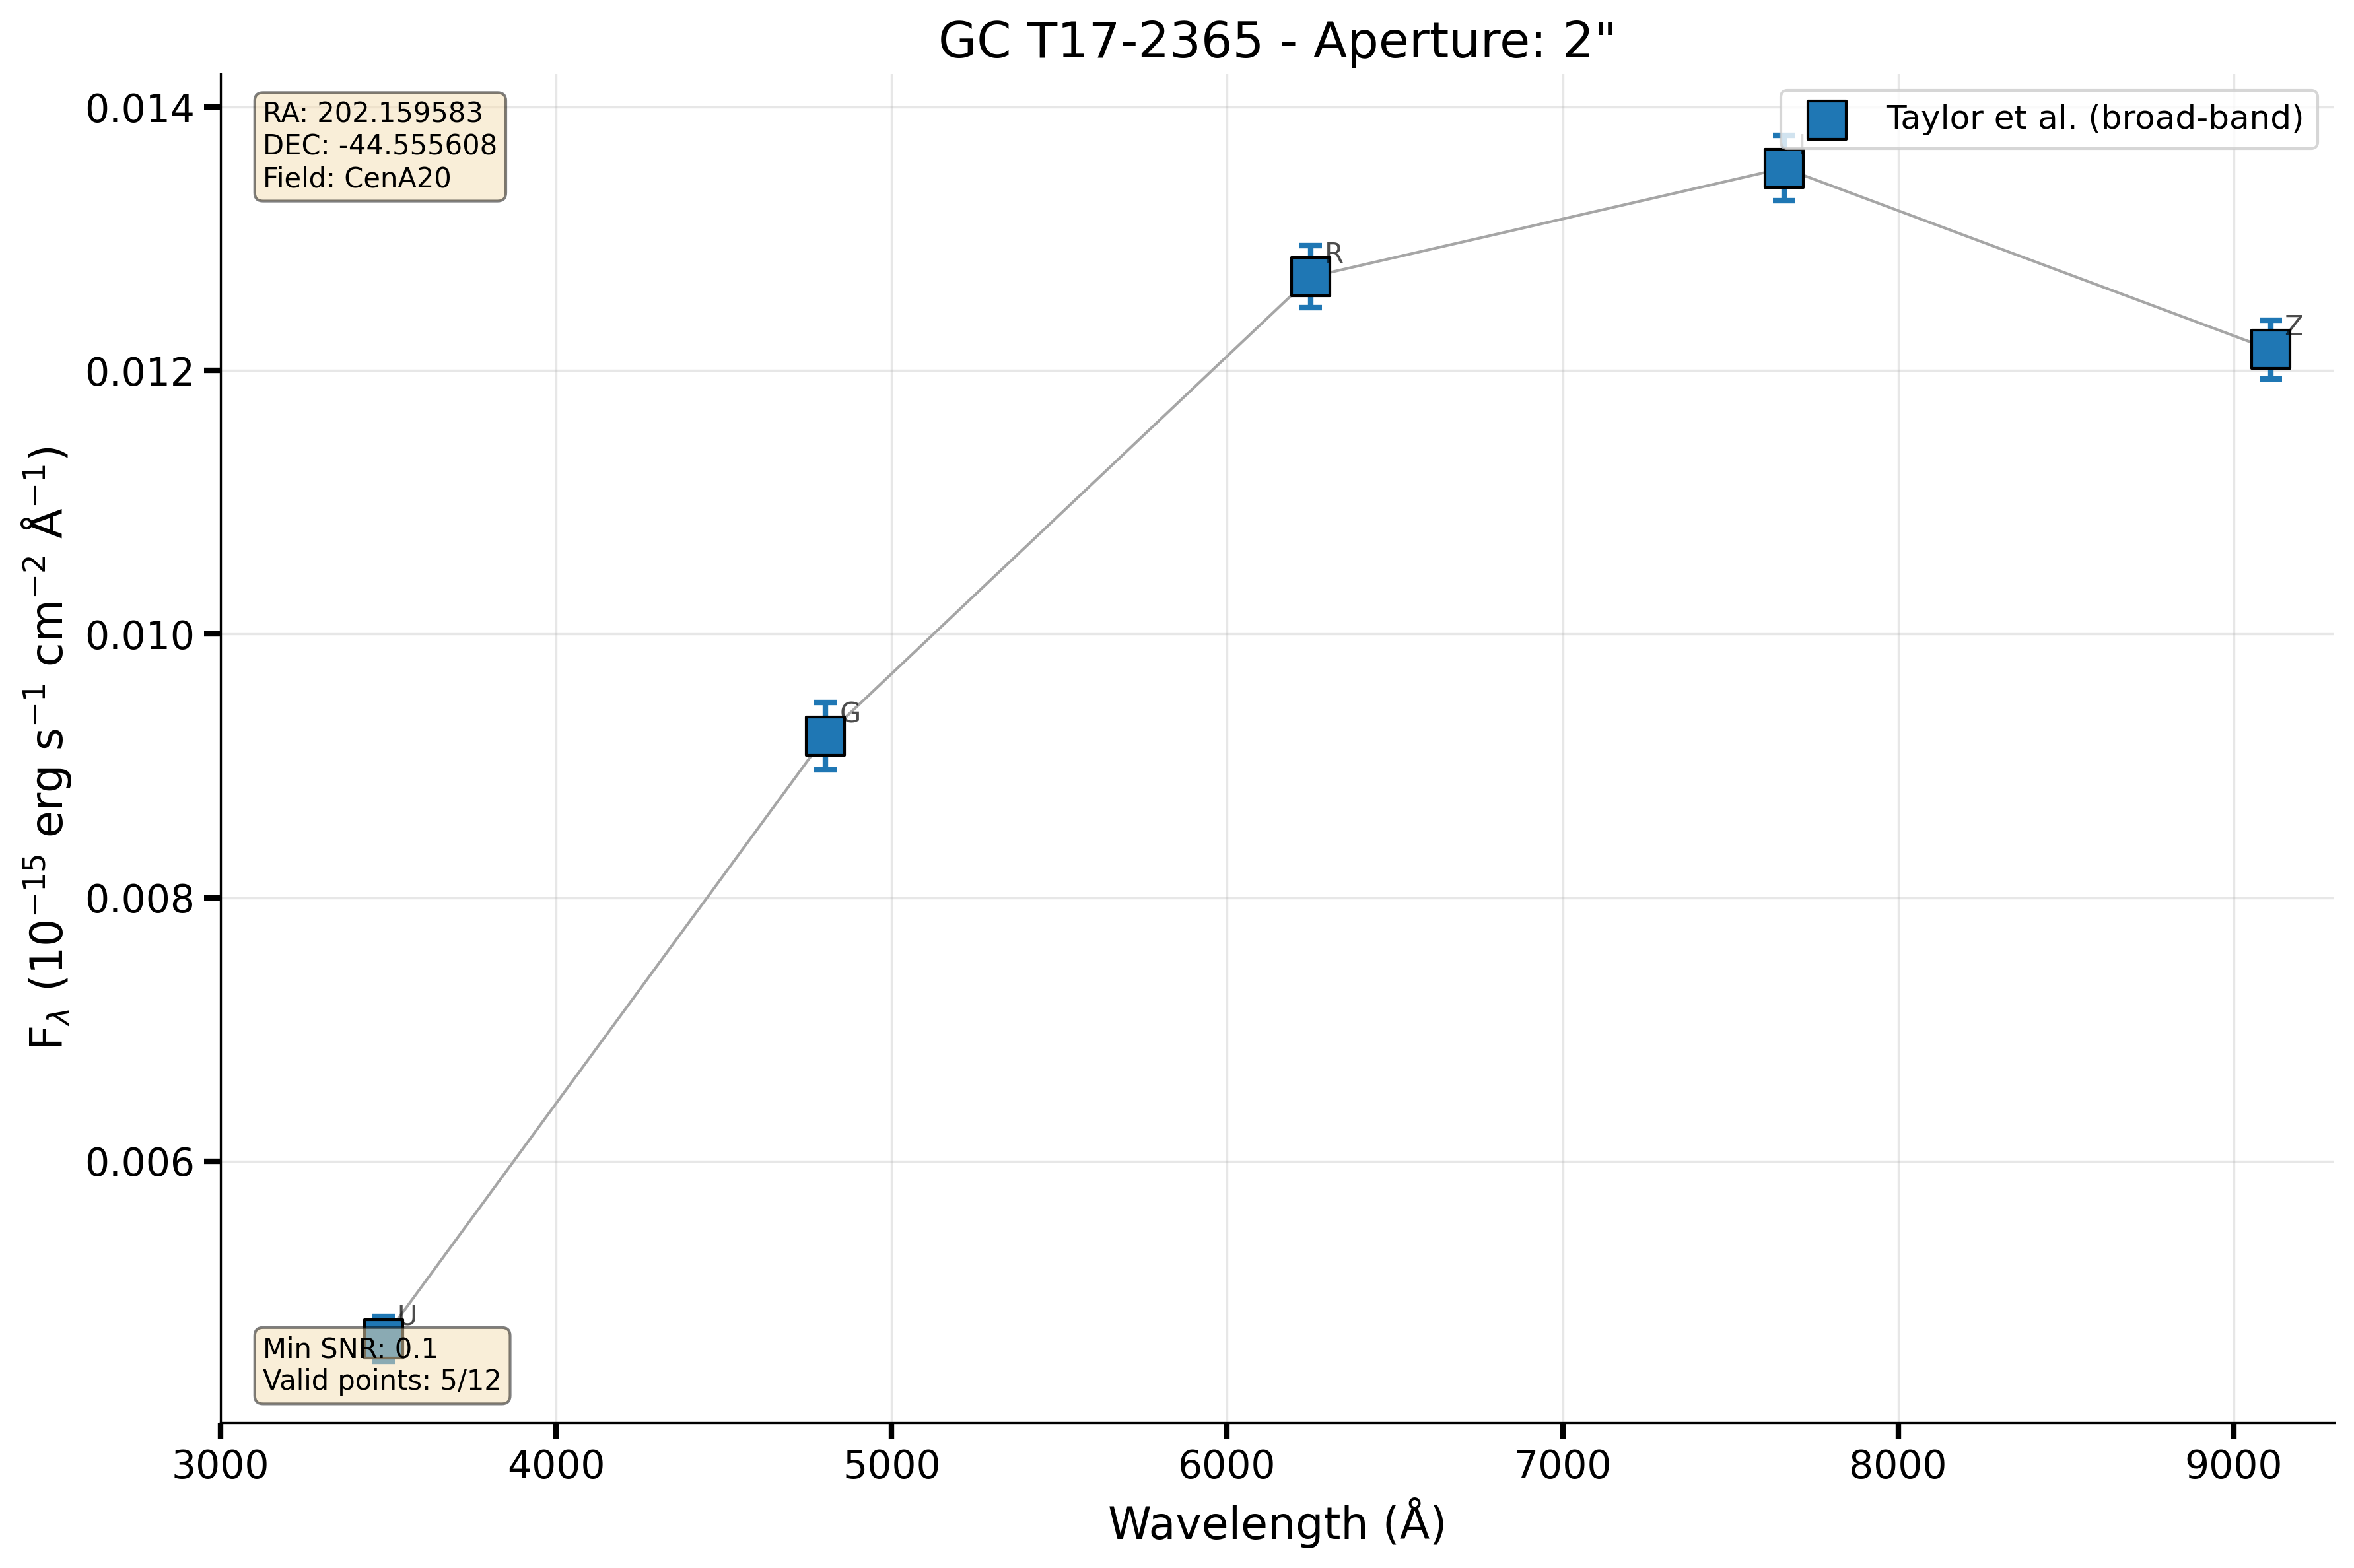 GC T17-2365 - Aperture: 2"
RA: 202.159583
DEC: -44.555608
Field: CenA20
Taylor et al. (broad-band)
0.014
0.012
0.010
0.008
0.006
F_λ (10⁻¹⁵ erg s⁻¹ cm⁻² Å⁻¹)
I
R
Z
G
U
Min SNR: 0.1
Valid points: 5/12
3000 4000 5000 6000 7000 8000 9000
Wavelength (Å)